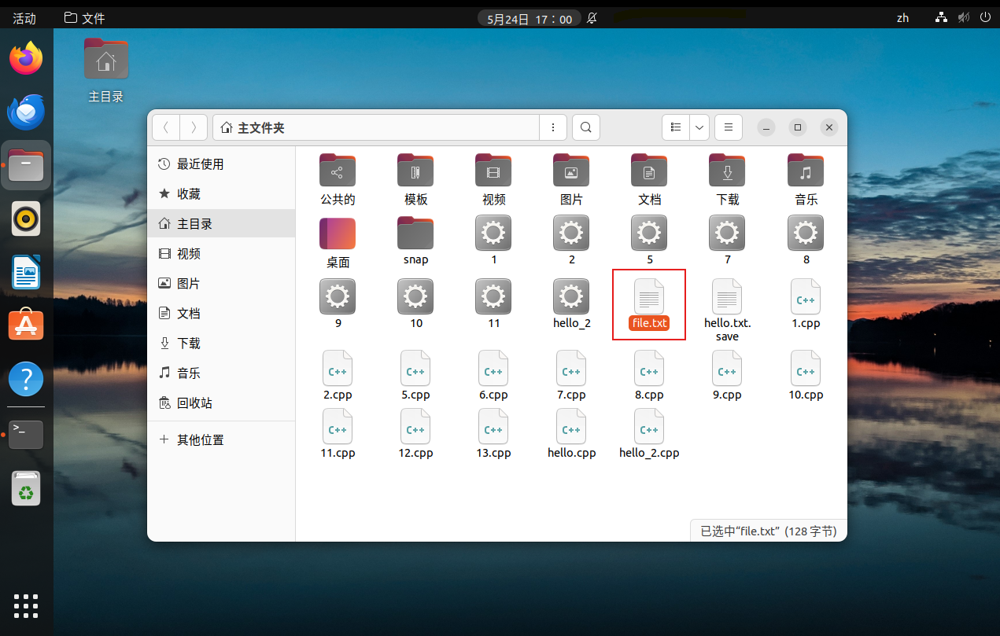 活动
文件
5月24日 17：00
zh
主目录
主文件夹
最近使用
收藏
主目录
视频
图片
文档
下载
音乐
回收站
其他位置
公共的
模板
视频
图片
文档
下载
音乐
桌面
snap
1
2
5
7
8
9
10
11
hello_2
file.txt
hello.txt.
save
1.cpp
2.cpp
5.cpp
6.cpp
7.cpp
8.cpp
9.cpp
10.cpp
11.cpp
12.cpp
13.cpp
hello.cpp
hello_2.cpp
已选中“file.txt” (128 字节)